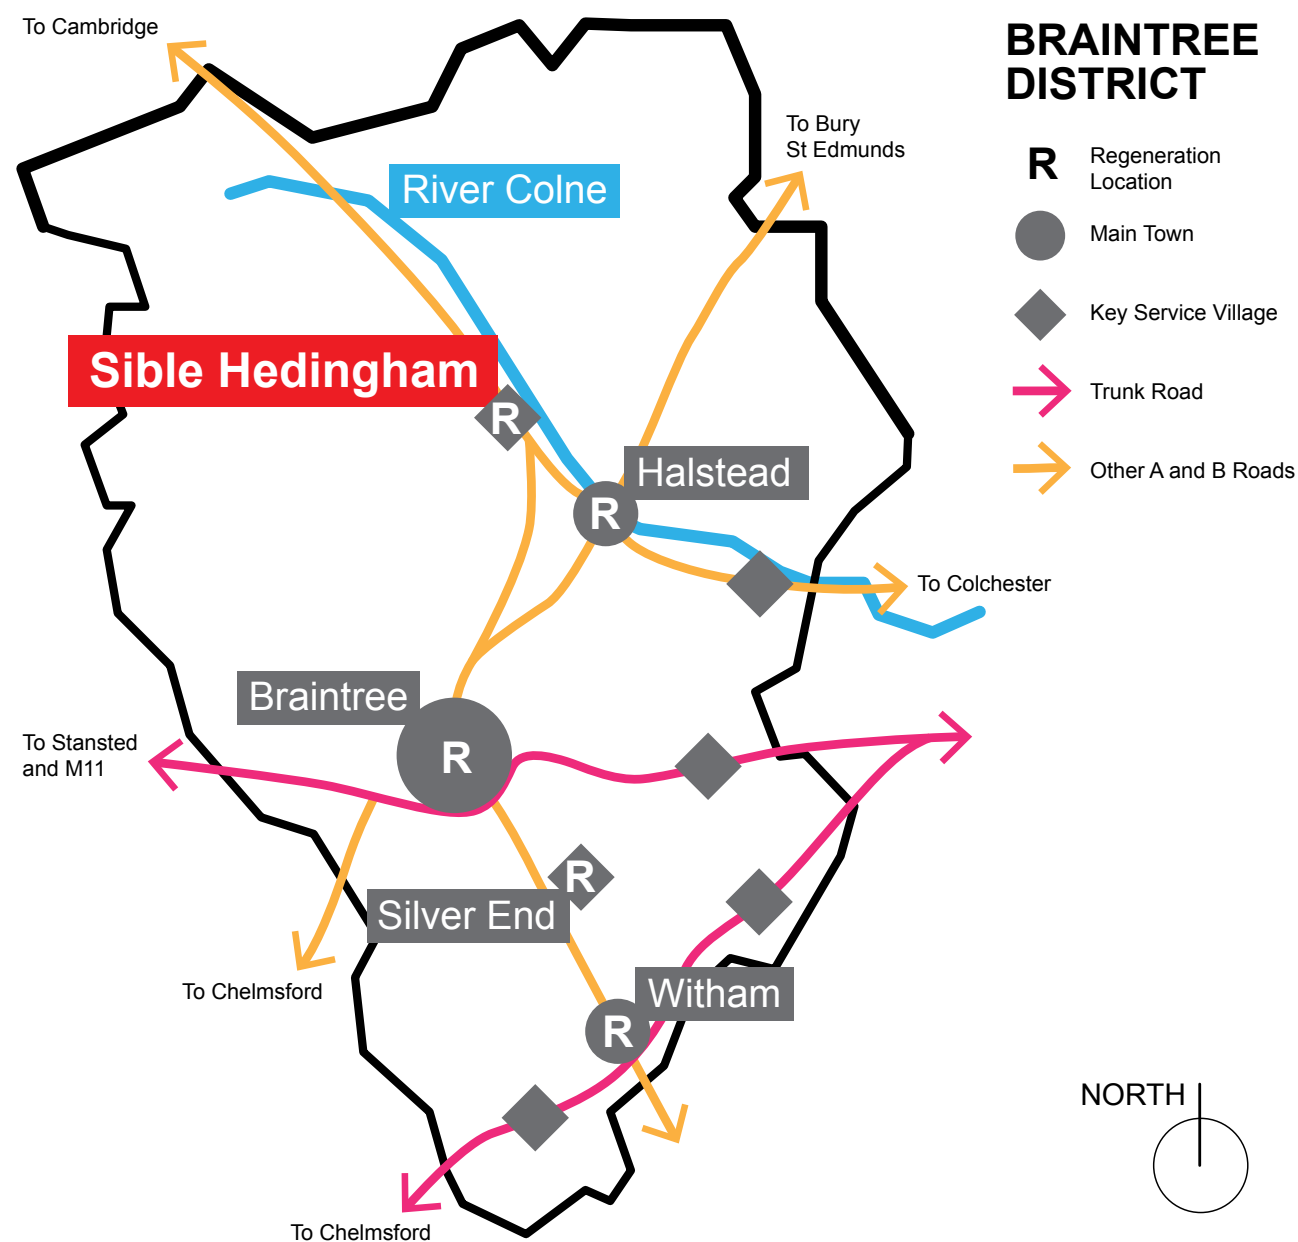 To Cambridge
BRAINTREE
DISTRICT
To Bury
St Edmunds
R
Regeneration
Location
River Colne
Main Town
Key Service Village
Sible Hedingham
R
Trunk Road
Halstead
Other A and B Roads
R
To Colchester
Braintree
To Stansted
and M11
R
R
Silver End
To Chelmsford
Witham
R
NORTH
To Chelmsford